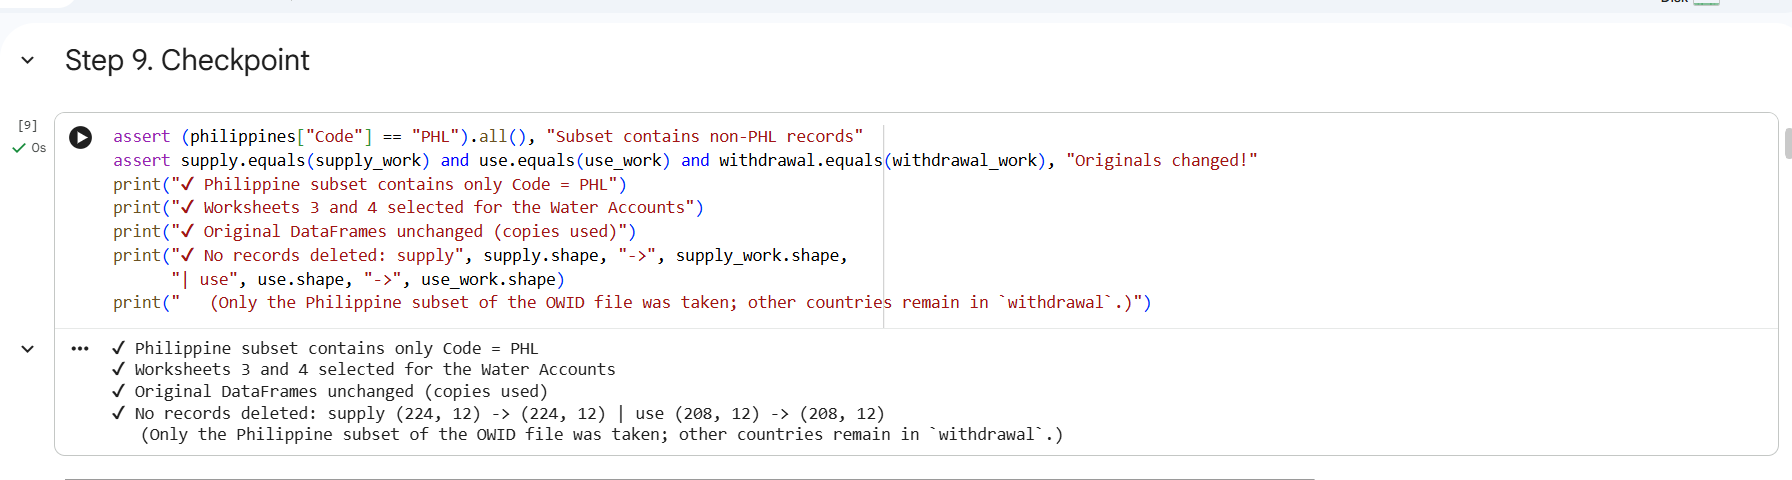 Disk
Step 9. Checkpoint
[9]
0s
assert (philippines["Code"] == "PHL").all(), "Subset contains non-PHL records"
assert supply.equals(supply_work) and use.equals(use_work) and withdrawal.equals(withdrawal_work), "Originals changed!"
print("✓ Philippine subset contains only Code = PHL")
print("✓ Worksheets 3 and 4 selected for the Water Accounts")
print("✓ Original DataFrames unchanged (copies used)")
print("✓ No records deleted: supply", supply.shape, "->", supply_work.shape,
      "| use", use.shape, "->", use_work.shape)
print("   (Only the Philippine subset of the OWID file was taken; other countries remain in `withdrawal`.)")
✓ Philippine subset contains only Code = PHL
✓ Worksheets 3 and 4 selected for the Water Accounts
✓ Original DataFrames unchanged (copies used)
✓ No records deleted: supply (224, 12) -> (224, 12) | use (208, 12) -> (208, 12)
   (Only the Philippine subset of the OWID file was taken; other countries remain in `withdrawal`.)